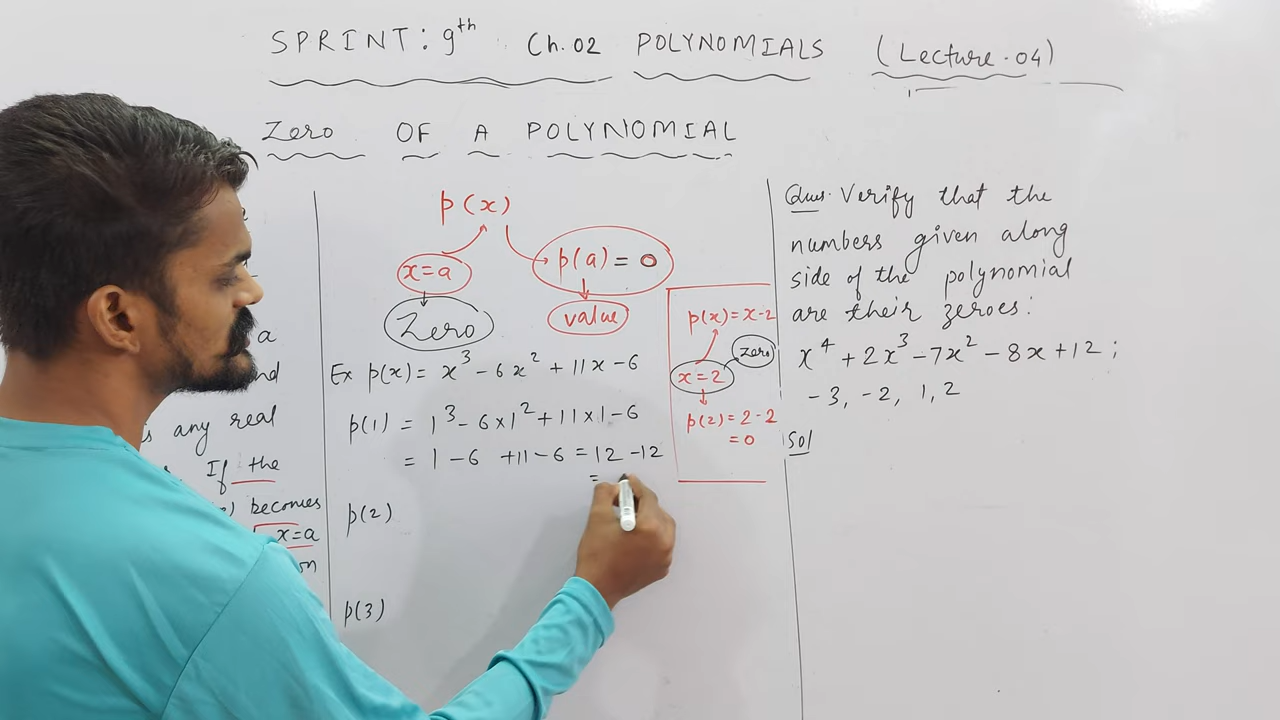 SPRINT: 9th Ch.02 POLYNOMIALS (Lecture-04)
Zero OF A POLYNOMIAL
a
any real
If the
becomes
x=a
p(x)
x=a
p(a) = 0
Zero
value
Ex p(x) = x³ - 6x² + 11x - 6
p(1) = 1³ - 6×1² + 11×1 - 6
= 1 - 6 + 11 - 6 = 12 - 12
=
p(2)
p(3)
p(x) = x-2
zero
x=2
p(2) = 2-2
= 0
Ques. Verify that the
numbers given along
side of the polynomial
are their zeroes:
x⁴ + 2x³ - 7x² - 8x + 12 ;
-3, -2, 1, 2
Sol